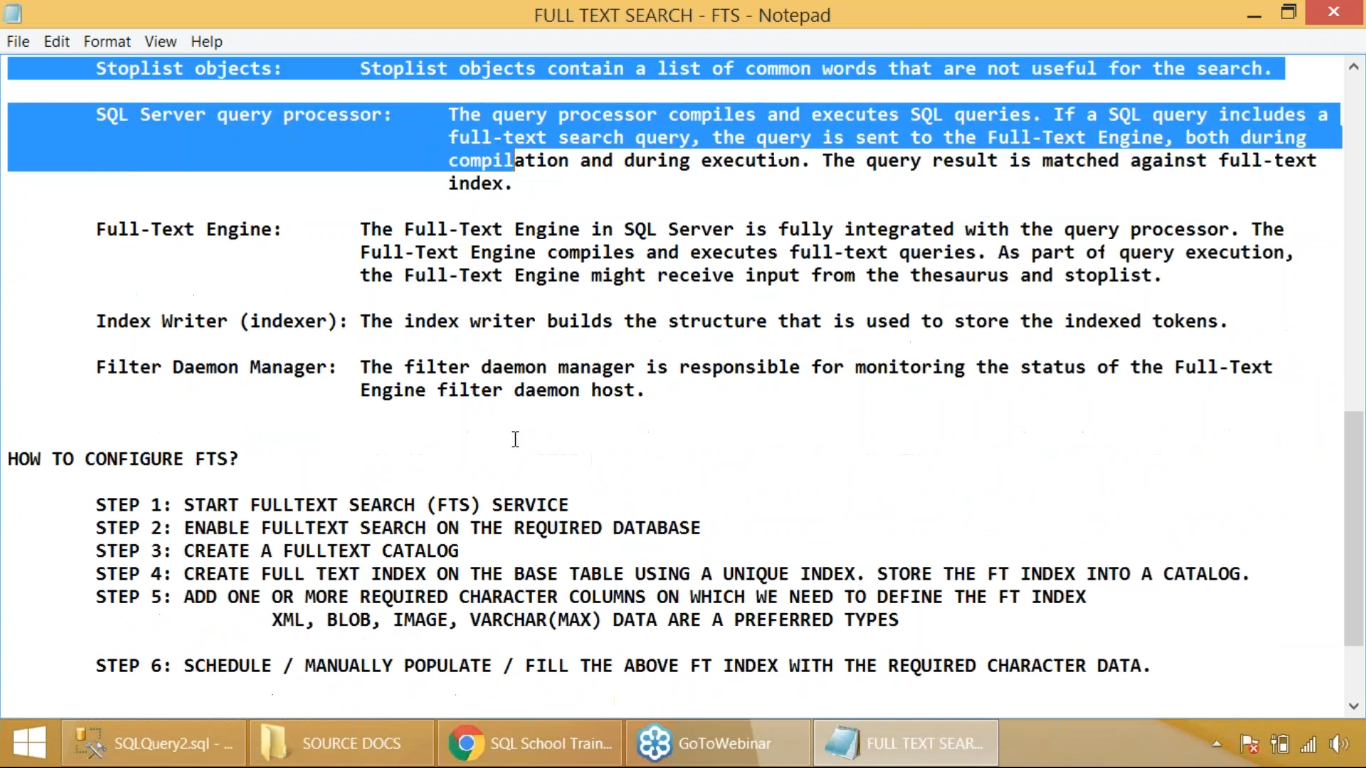 FULL TEXT SEARCH - FTS - Notepad
File Edit Format View Help
Stoplist objects: Stoplist objects contain a list of common words that are not useful for the search.
SQL Server query processor: The query processor compiles and executes SQL queries. If a SQL query includes a
full-text search query, the query is sent to the Full-Text Engine, both during
compilation and during execution. The query result is matched against full-text
index.
Full-Text Engine: The Full-Text Engine in SQL Server is fully integrated with the query processor. The
Full-Text Engine compiles and executes full-text queries. As part of query execution,
the Full-Text Engine might receive input from the thesaurus and stoplist.
Index Writer (indexer): The index writer builds the structure that is used to store the indexed tokens.
Filter Daemon Manager: The filter daemon manager is responsible for monitoring the status of the Full-Text
Engine filter daemon host.
HOW TO CONFIGURE FTS?
STEP 1: START FULLTEXT SEARCH (FTS) SERVICE
STEP 2: ENABLE FULLTEXT SEARCH ON THE REQUIRED DATABASE
STEP 3: CREATE A FULLTEXT CATALOG
STEP 4: CREATE FULL TEXT INDEX ON THE BASE TABLE USING A UNIQUE INDEX. STORE THE FT INDEX INTO A CATALOG.
STEP 5: ADD ONE OR MORE REQUIRED CHARACTER COLUMNS ON WHICH WE NEED TO DEFINE THE FT INDEX
XML, BLOB, IMAGE, VARCHAR(MAX) DATA ARE A PREFERRED TYPES
STEP 6: SCHEDULE / MANUALLY POPULATE / FILL THE ABOVE FT INDEX WITH THE REQUIRED CHARACTER DATA.
SQLQuery2.sql - ... SOURCE DOCS SQL School Train... GoToWebinar FULL TEXT SEAR...